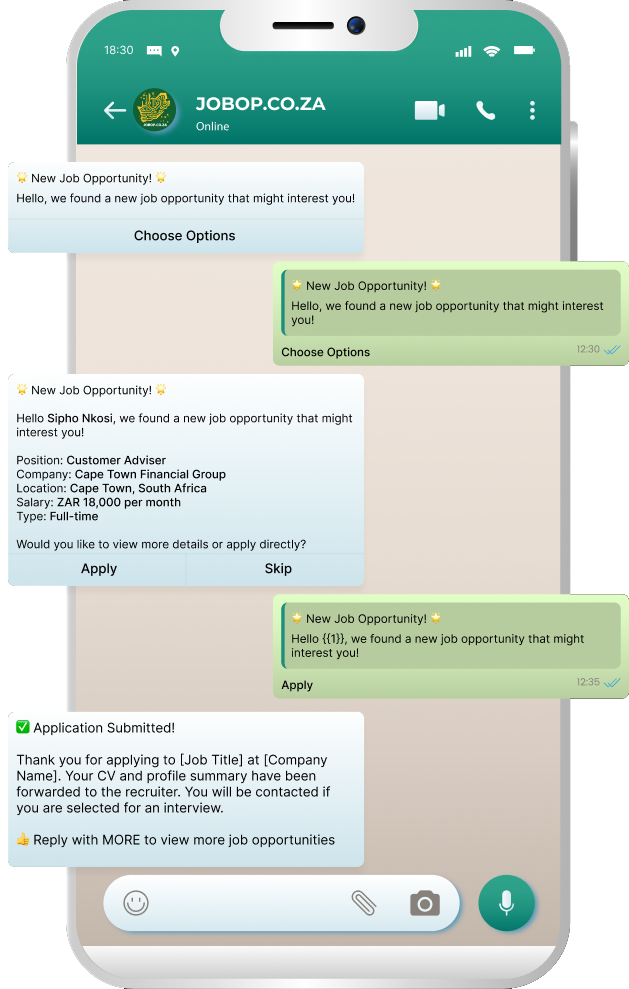 18:30
JOBOP.CO.ZA
JOBOP.CO.ZA
Online
🌟 New Job Opportunity! 🌟
Hello, we found a new job opportunity that might interest you!
Choose Options
🌟 New Job Opportunity! 🌟
Hello, we found a new job opportunity that might interest
you!
Choose Options
12:30
🌟 New Job Opportunity! 🌟
Hello Sipho Nkosi, we found a new job opportunity that might
interest you!
Position: Customer Adviser
Company: Cape Town Financial Group
Location: Cape Town, South Africa
Salary: ZAR 18,000 per month
Type: Full-time
Would you like to view more details or apply directly?
Apply Skip
🌟 New Job Opportunity! 🌟
Hello {{1}}, we found a new job opportunity that might
interest you!
Apply
12:35
✅ Application Submitted!
Thank you for applying to [Job Title] at [Company
Name]. Your CV and profile summary have been
forwarded to the recruiter. You will be contacted if
you are selected for an interview.
👍 Reply with MORE to view more job opportunities